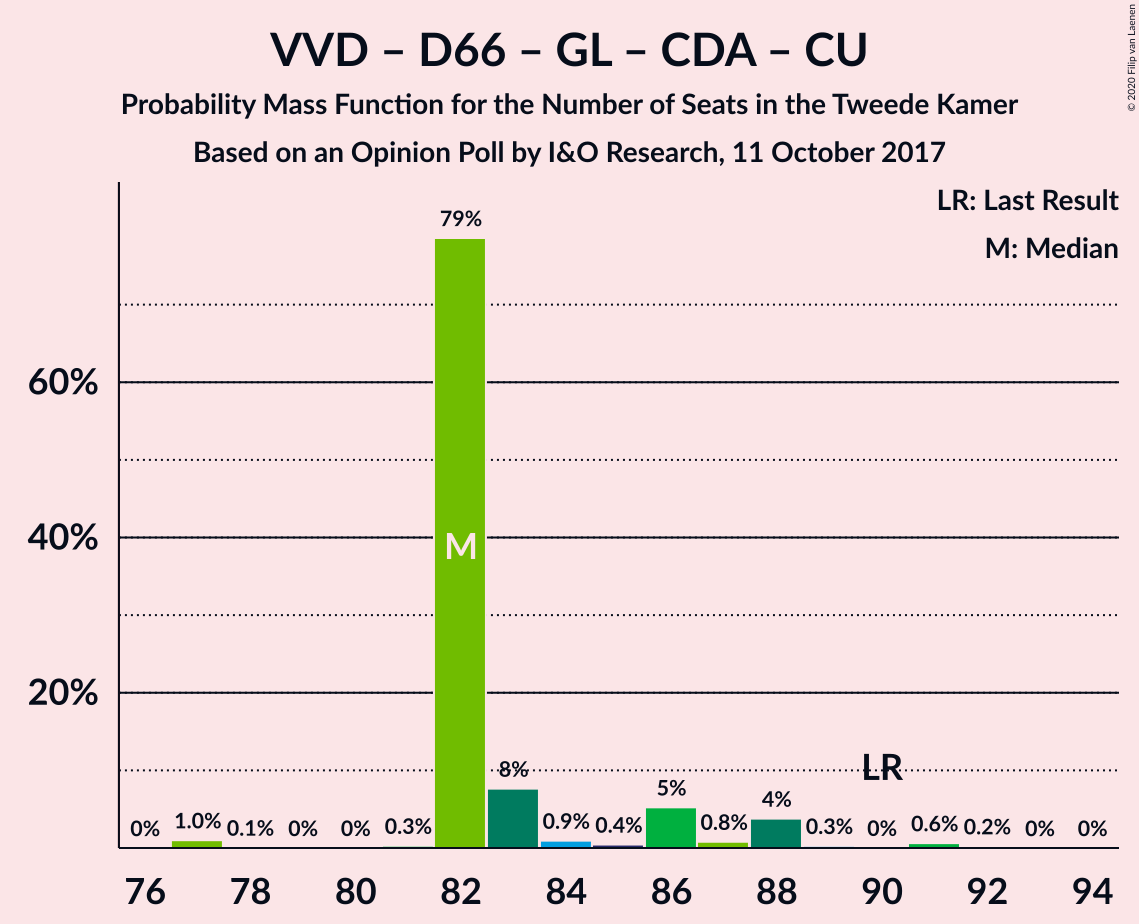 VVD – D66 – GL – CDA – CU
Probability Mass Function for the Number of Seats in the Tweede Kamer
Based on an Opinion Poll by I&O Research, 11 October 2017
© 2020 Filip van Laenen
LR: Last Result
M: Median
60%
40%
20%
0%
1.0%
0.1%
0%
0%
0.3%
79%
M
8%
0.9%
0.4%
5%
0.8%
4%
0.3%
LR
0%
0.6%
0.2%
0%
0%
76 78 80 82 84 86 88 90 92 94